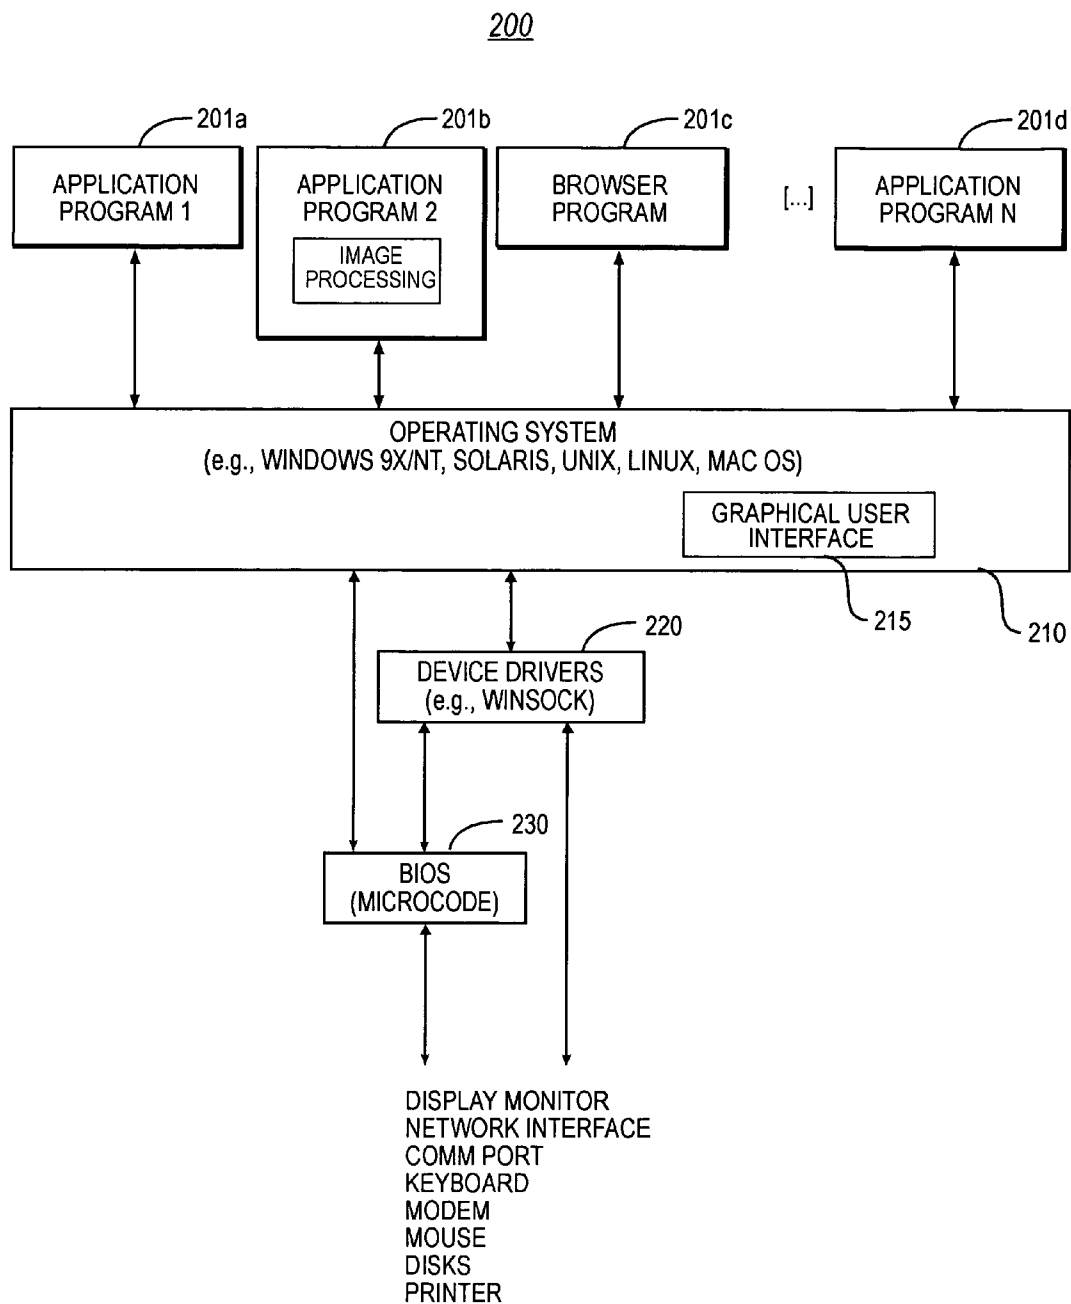 200
201a
201b
201c
201d
APPLICATION
PROGRAM 1
APPLICATION
PROGRAM 2
IMAGE
PROCESSING
BROWSER
PROGRAM
[...]
APPLICATION
PROGRAM N
OPERATING SYSTEM
(e.g., WINDOWS 9X/NT, SOLARIS, UNIX, LINUX, MAC OS)
GRAPHICAL USER
INTERFACE
215
210
220
DEVICE DRIVERS
(e.g., WINSOCK)
230
BIOS
(MICROCODE)
DISPLAY MONITOR
NETWORK INTERFACE
COMM PORT
KEYBOARD
MODEM
MOUSE
DISKS
PRINTER